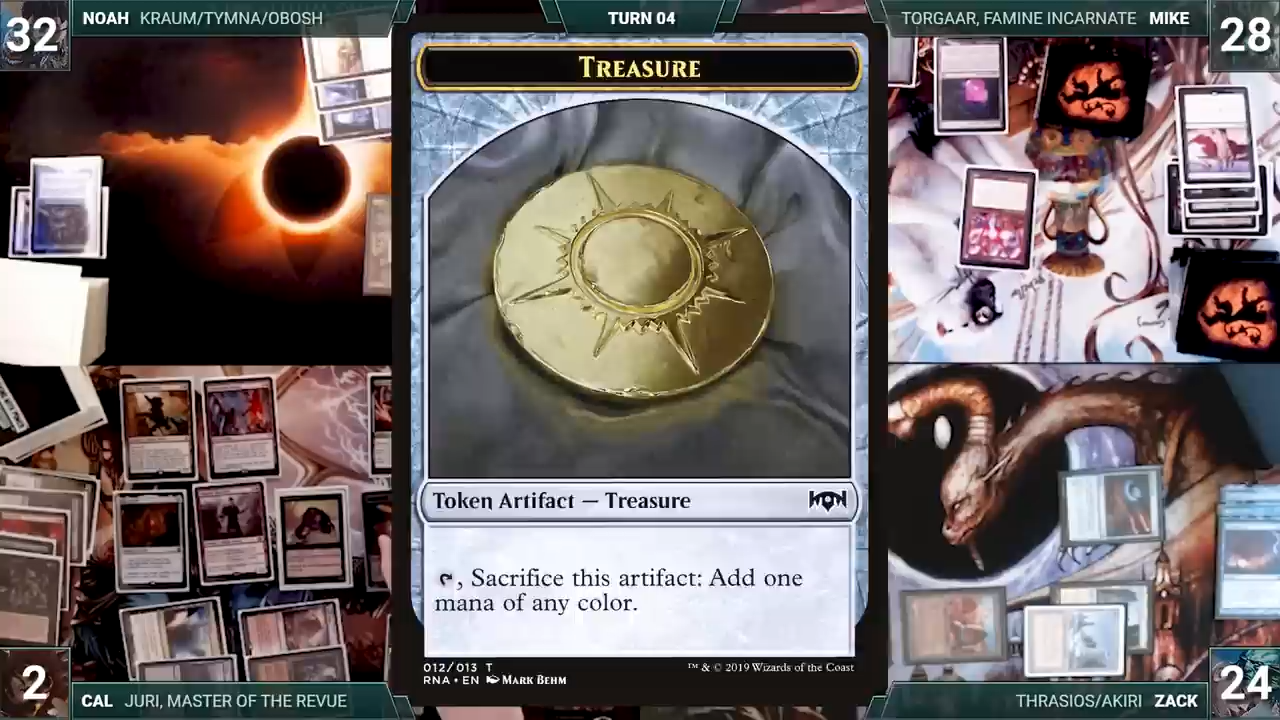 32
NOAH KRAUM/TYMNA/OBOSH
TURN 04
TORGAAR, FAMINE INCARNATE MIKE
28
TREASURE
Token Artifact — Treasure
, Sacrifice this artifact: Add one
mana of any color.
012/013 T
RNA • EN MARK BEHM
™ & © 2019 Wizards of the Coast
2
CAL JURI, MASTER OF THE REVUE
THRASIOS/AKIRI ZACK
24